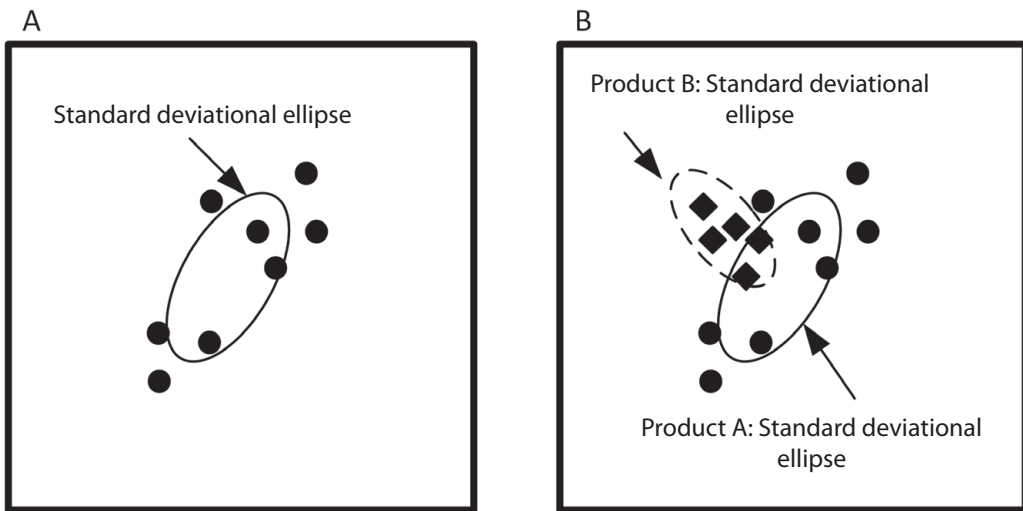 A
Standard deviational ellipse
B
Product B: Standard deviational
ellipse
Product A: Standard deviational
ellipse